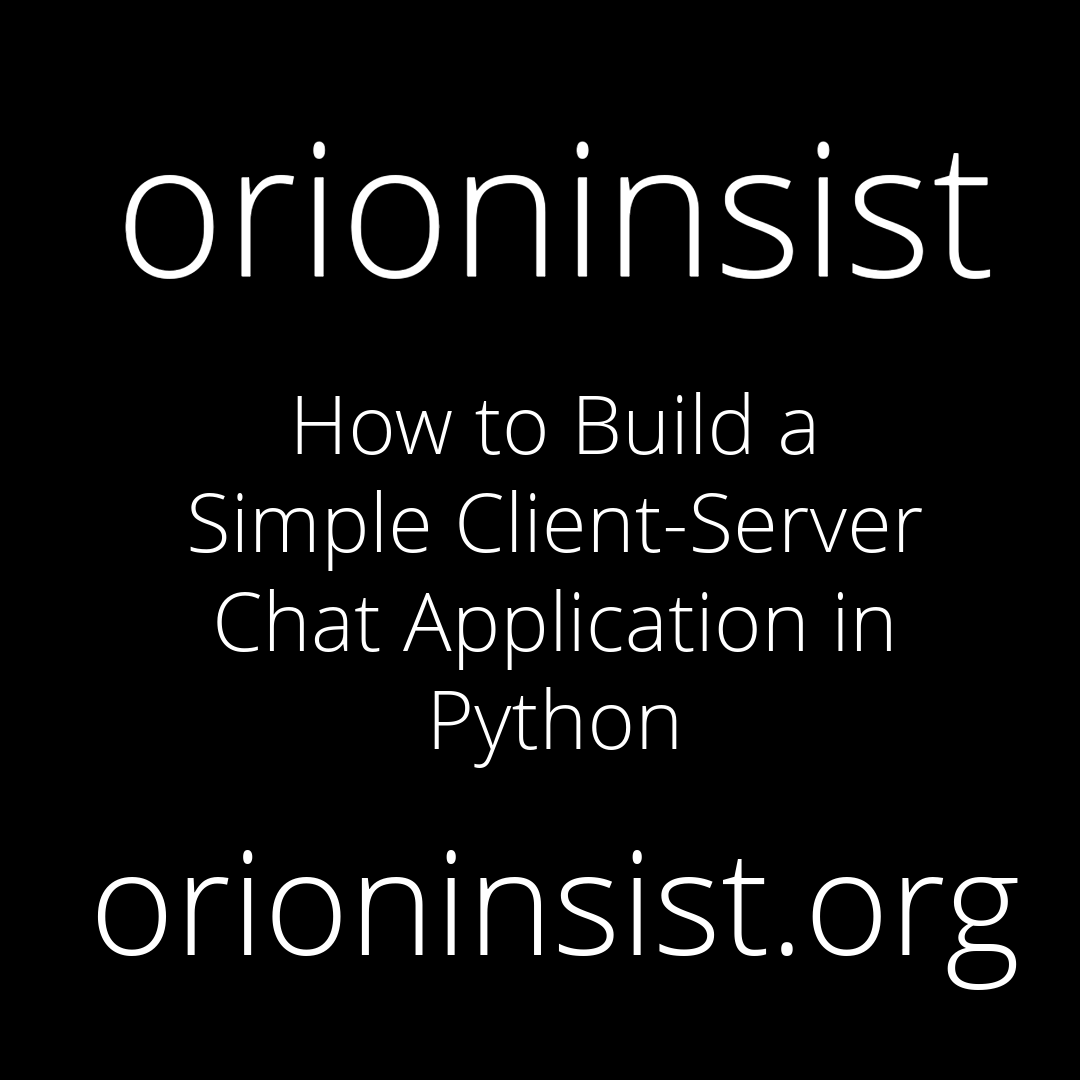 orioninsist
How to Build a
Simple Client-Server
Chat Application in
Python
orioninsist.org